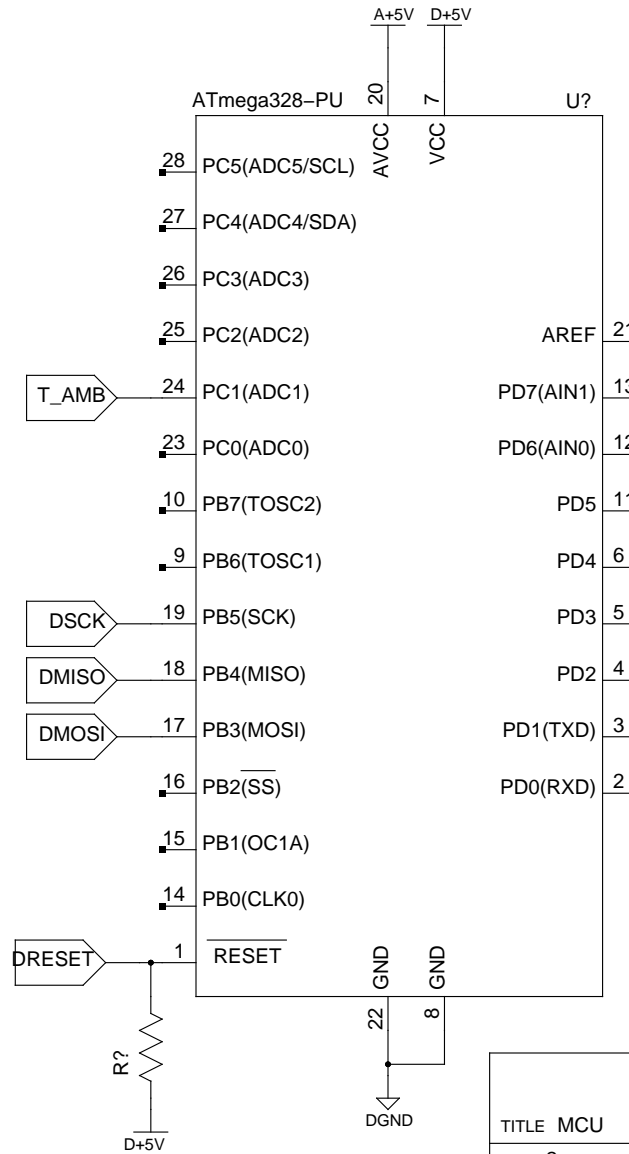 A+5V D+5V
ATmega328–PU 20 7 U?
AVCC VCC
28 PC5(ADC5/SCL)
27 PC4(ADC4/SDA)
26 PC3(ADC3)
25 PC2(ADC2) AREF 21
T_AMB 24 PC1(ADC1) PD7(AIN1) 13
23 PC0(ADC0) PD6(AIN0) 12
10 PB7(TOSC2) PD5 11
9 PB6(TOSC1) PD4 6
DSCK 19 PB5(SCK) PD3 5
DMISO 18 PB4(MISO) PD2 4
DMOSI 17 PB3(MOSI) PD1(TXD) 3
16 PB2(SS) PD0(RXD) 2
15 PB1(OC1A)
14 PB0(CLK0)
DRESET 1 RESET
GND GND
22 8
R?
DGND
D+5V
TITLE MCU